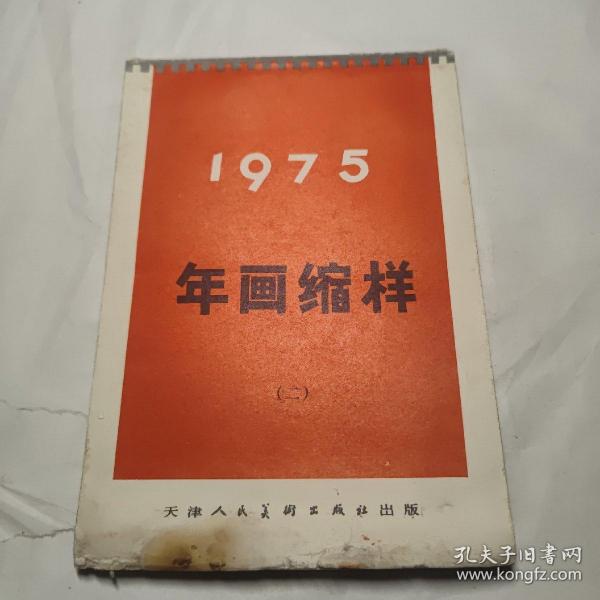 1975
年画缩样
(二)
天津人民美術出版社出版
孔夫子旧書网
www.kongfz.com